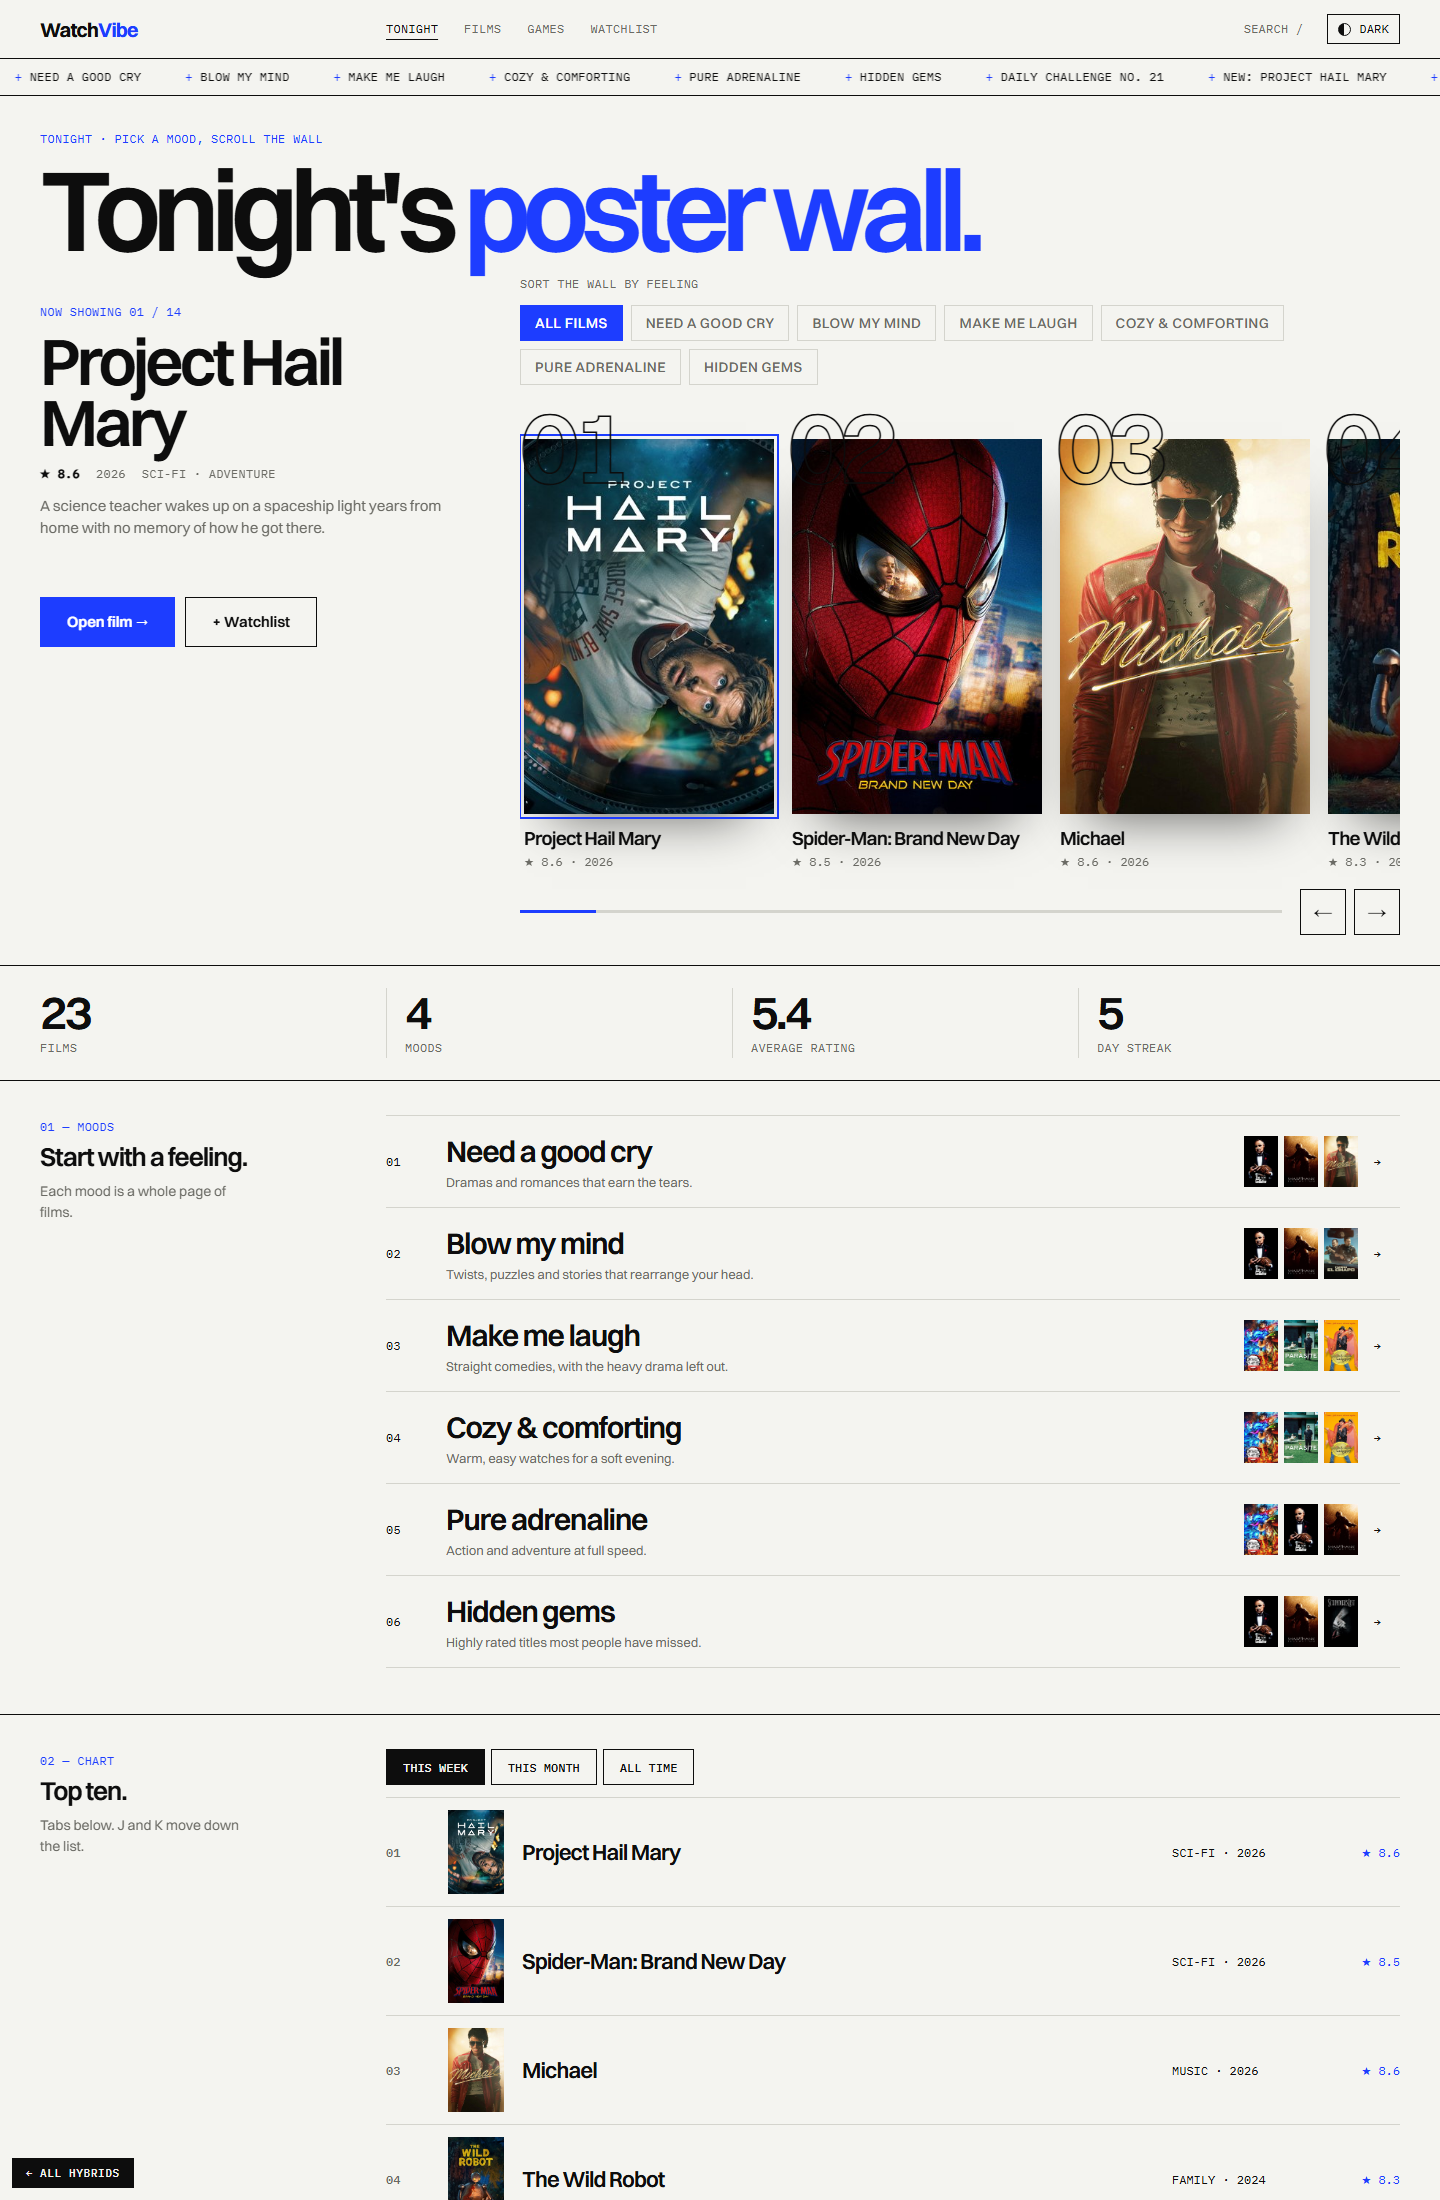 WatchVibe
TONIGHT FILMS GAMES WATCHLIST
SEARCH /
DARK
+ NEED A GOOD CRY + BLOW MY MIND + MAKE ME LAUGH + COZY & COMFORTING + PURE ADRENALINE + HIDDEN GEMS + DAILY CHALLENGE NO. 21 + NEW: PROJECT HAIL MARY +
TONIGHT · PICK A MOOD, SCROLL THE WALL
Tonight's poster wall.
NOW SHOWING 01 / 14
Project Hail
Mary
★ 8.6 2026 SCI-FI · ADVENTURE
A science teacher wakes up on a spaceship light years from
home with no memory of how he got there.
Open film →
+ Watchlist
SORT THE WALL BY FEELING
ALL FILMS NEED A GOOD CRY BLOW MY MIND MAKE ME LAUGH COZY & COMFORTING
PURE ADRENALINE HIDDEN GEMS
01
PROJECT
HAIL
MARY
Project Hail Mary
★ 8.6 · 2026
02
SPIDER-MAN
BRAND NEW DAY
Spider-Man: Brand New Day
★ 8.5 · 2026
03
Michael
Michael
★ 8.6 · 2026
The Wild
★ 8.3 · 20
← →
23
FILMS
4
MOODS
5.4
AVERAGE RATING
5
DAY STREAK
01 — MOODS
Start with a feeling.
Each mood is a whole page of
films.
01
Need a good cry
Dramas and romances that earn the tears.
→
02
Blow my mind
Twists, puzzles and stories that rearrange your head.
→
03
Make me laugh
Straight comedies, with the heavy drama left out.
PARASITE
→
04
Cozy & comforting
Warm, easy watches for a soft evening.
PARASITE
→
05
Pure adrenaline
Action and adventure at full speed.
→
06
Hidden gems
Highly rated titles most people have missed.
→
02 — CHART
Top ten.
Tabs below. J and K move down
the list.
THIS WEEK THIS MONTH ALL TIME
01
HAIL
MARY
Project Hail Mary
SCI-FI · 2026
★ 8.6
02
SPIDER-MAN
Spider-Man: Brand New Day
SCI-FI · 2026
★ 8.5
03
Michael
Michael
MUSIC · 2026
★ 8.6
04
THE
WILD
ROBOT
The Wild Robot
FAMILY · 2024
★ 8.3
← ALL HYBRIDS